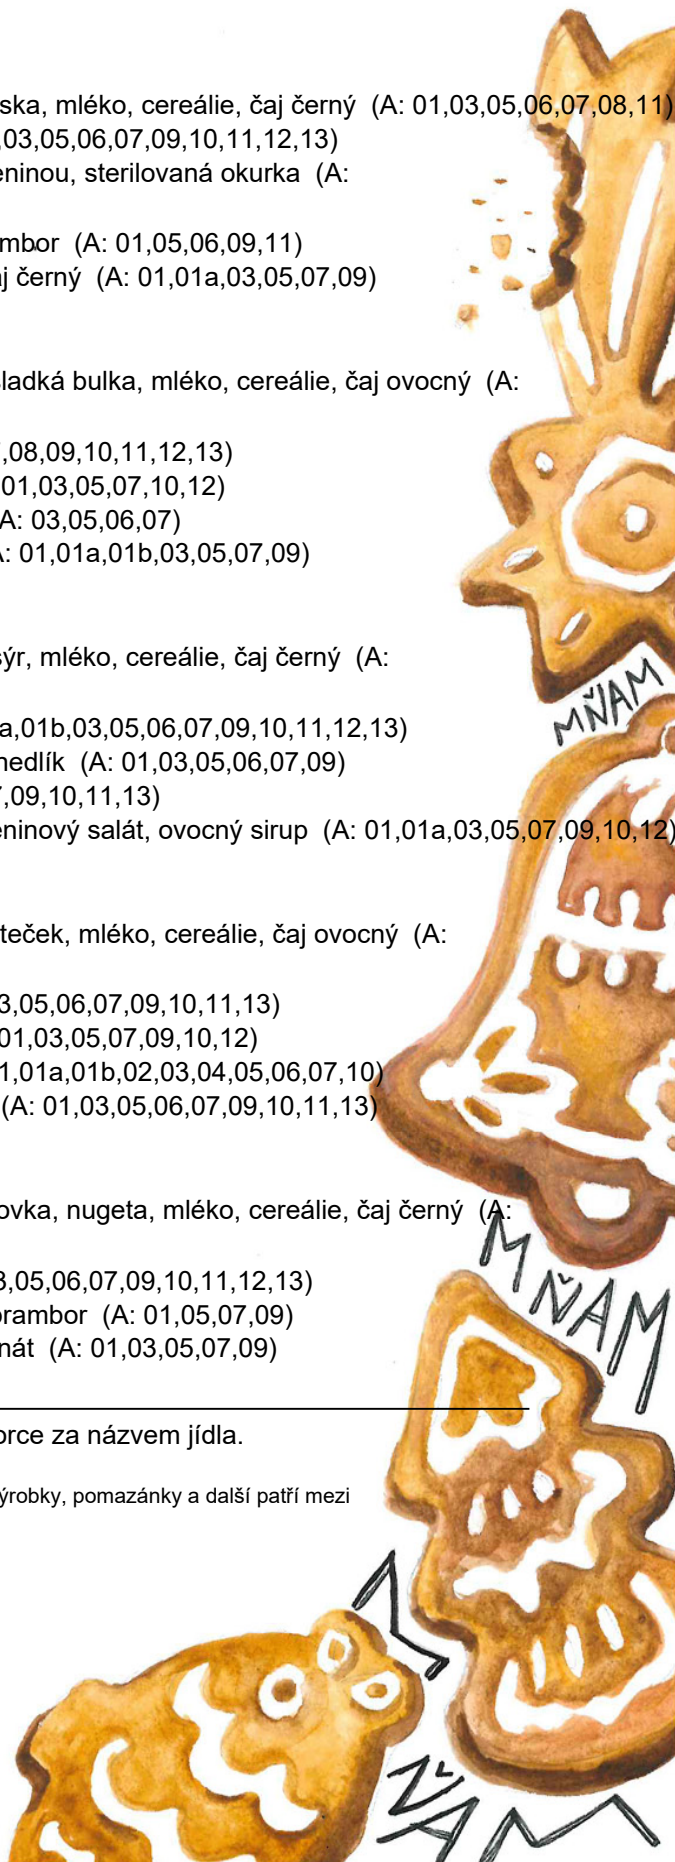 ska, mléko, cereálie, čaj černý (A: 01,03,05,06,07,08,11)
,03,05,06,07,09,10,11,12,13)
eninou, sterilovaná okurka (A:
mbor (A: 01,05,06,09,11)
j černý (A: 01,01a,03,05,07,09)
ladká bulka, mléko, cereálie, čaj ovocný (A:
,08,09,10,11,12,13)
01,03,05,07,10,12)
A: 03,05,06,07)
: 01,01a,01b,03,05,07,09)
sýr, mléko, cereálie, čaj černý (A:
a,01b,03,05,06,07,09,10,11,12,13)
nedlík (A: 01,03,05,06,07,09)
,09,10,11,13)
eninový salát, ovocný sirup (A: 01,01a,03,05,07,09,10,12)
MŇAM
teček, mléko, cereálie, čaj ovocný (A:
3,05,06,07,09,10,11,13)
01,03,05,07,09,10,12)
1,01a,01b,02,03,04,05,06,07,10)
(A: 01,03,05,06,07,09,10,11,13)
ovka, nugeta, mléko, cereálie, čaj černý (A:
3,05,06,07,09,10,11,12,13)
brambor (A: 01,05,07,09)
nát (A: 01,03,05,07,09)
MŇAM
orce za názvem jídla.
ýrobky, pomazánky a další patří mezi
M
ŇAM